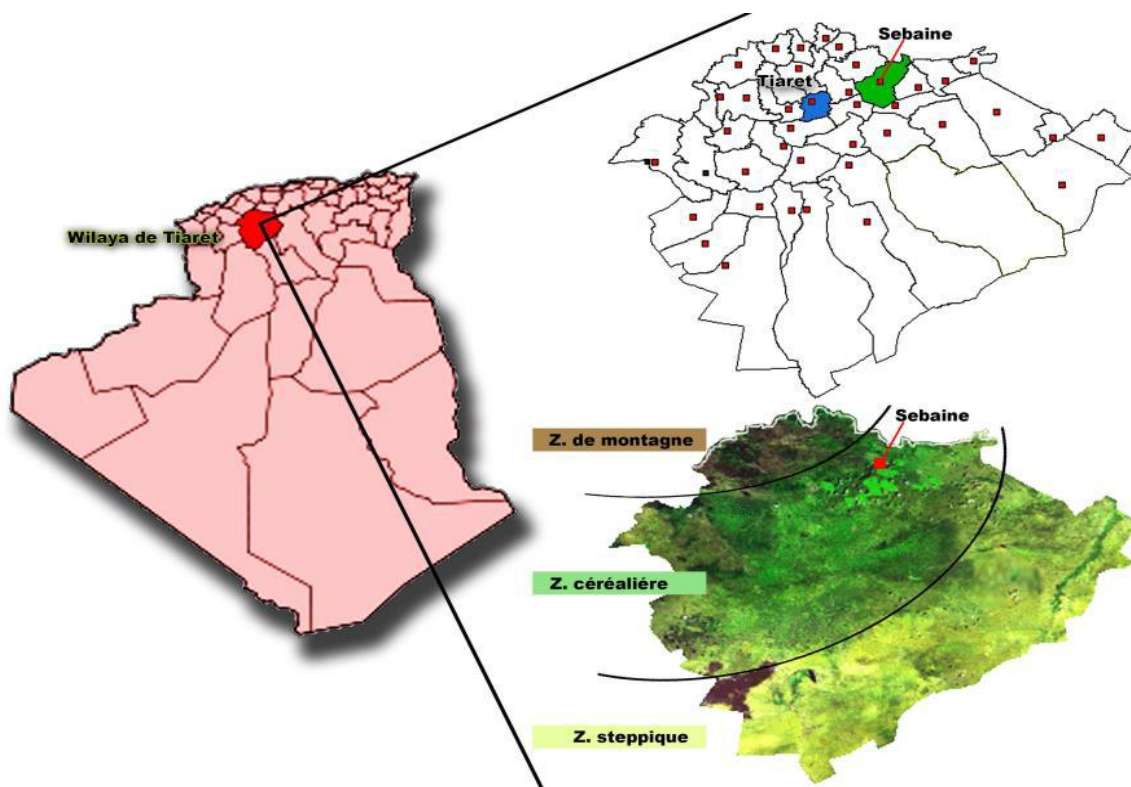 Sebaine
Tiaret
Wilaya de Tiaret
Sebaine
Z. de montagne
Z. céréaliére
Z. steppique